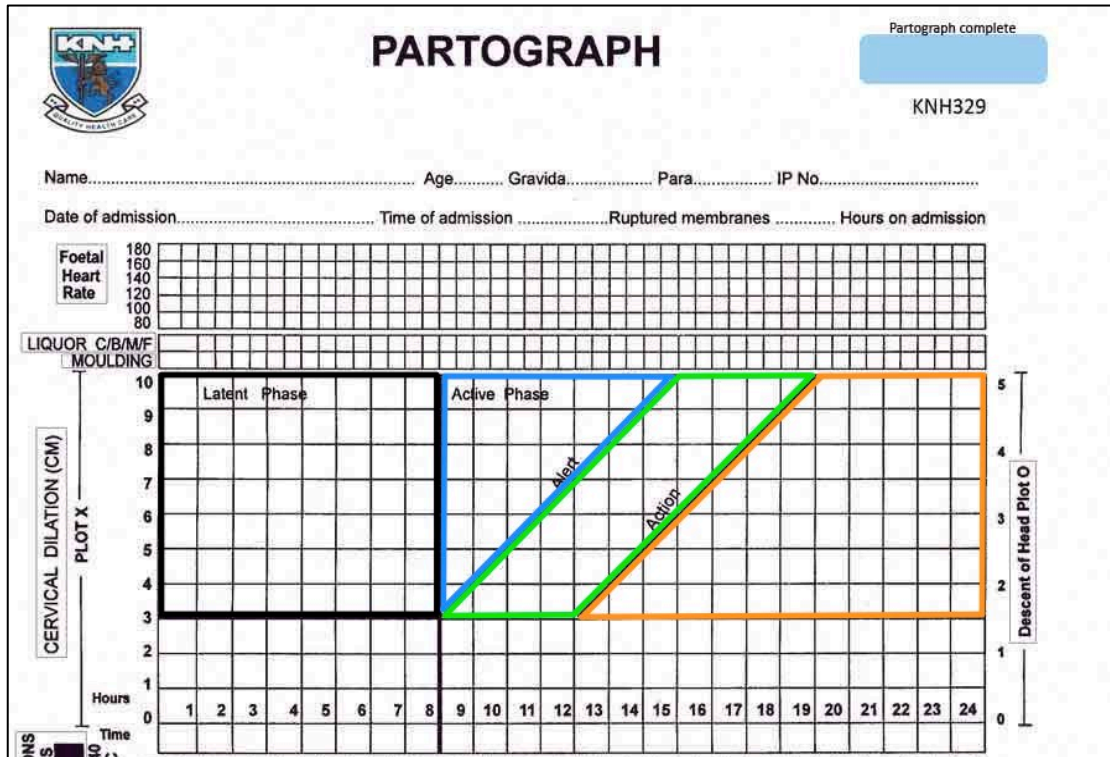 Partograph complete
KNH
PARTOGRAPH
QUALITY HEALTH CARE
KNH329
Name.......... Age.......... Gravida.......... Para.......... IP No..........
Date of admission.......... Time of admission .......... Ruptured membranes .......... Hours on admission
Foetal
Heart
Rate
180
160
140
120
100
80
LIQUOR C/B/M/F
MOULDING
CERVICAL DILATION (CM)
PLOT X
10
9
8
7
6
5
4
3
2
1
0
Latent Phase
Active Phase
Alert
Action
5
4
3
2
1
0
Descent of Head Plot O
Hours
1 2 3 4 5 6 7 8 9 10 11 12 13 14 15 16 17 18 19 20 21 22 23 24
Time